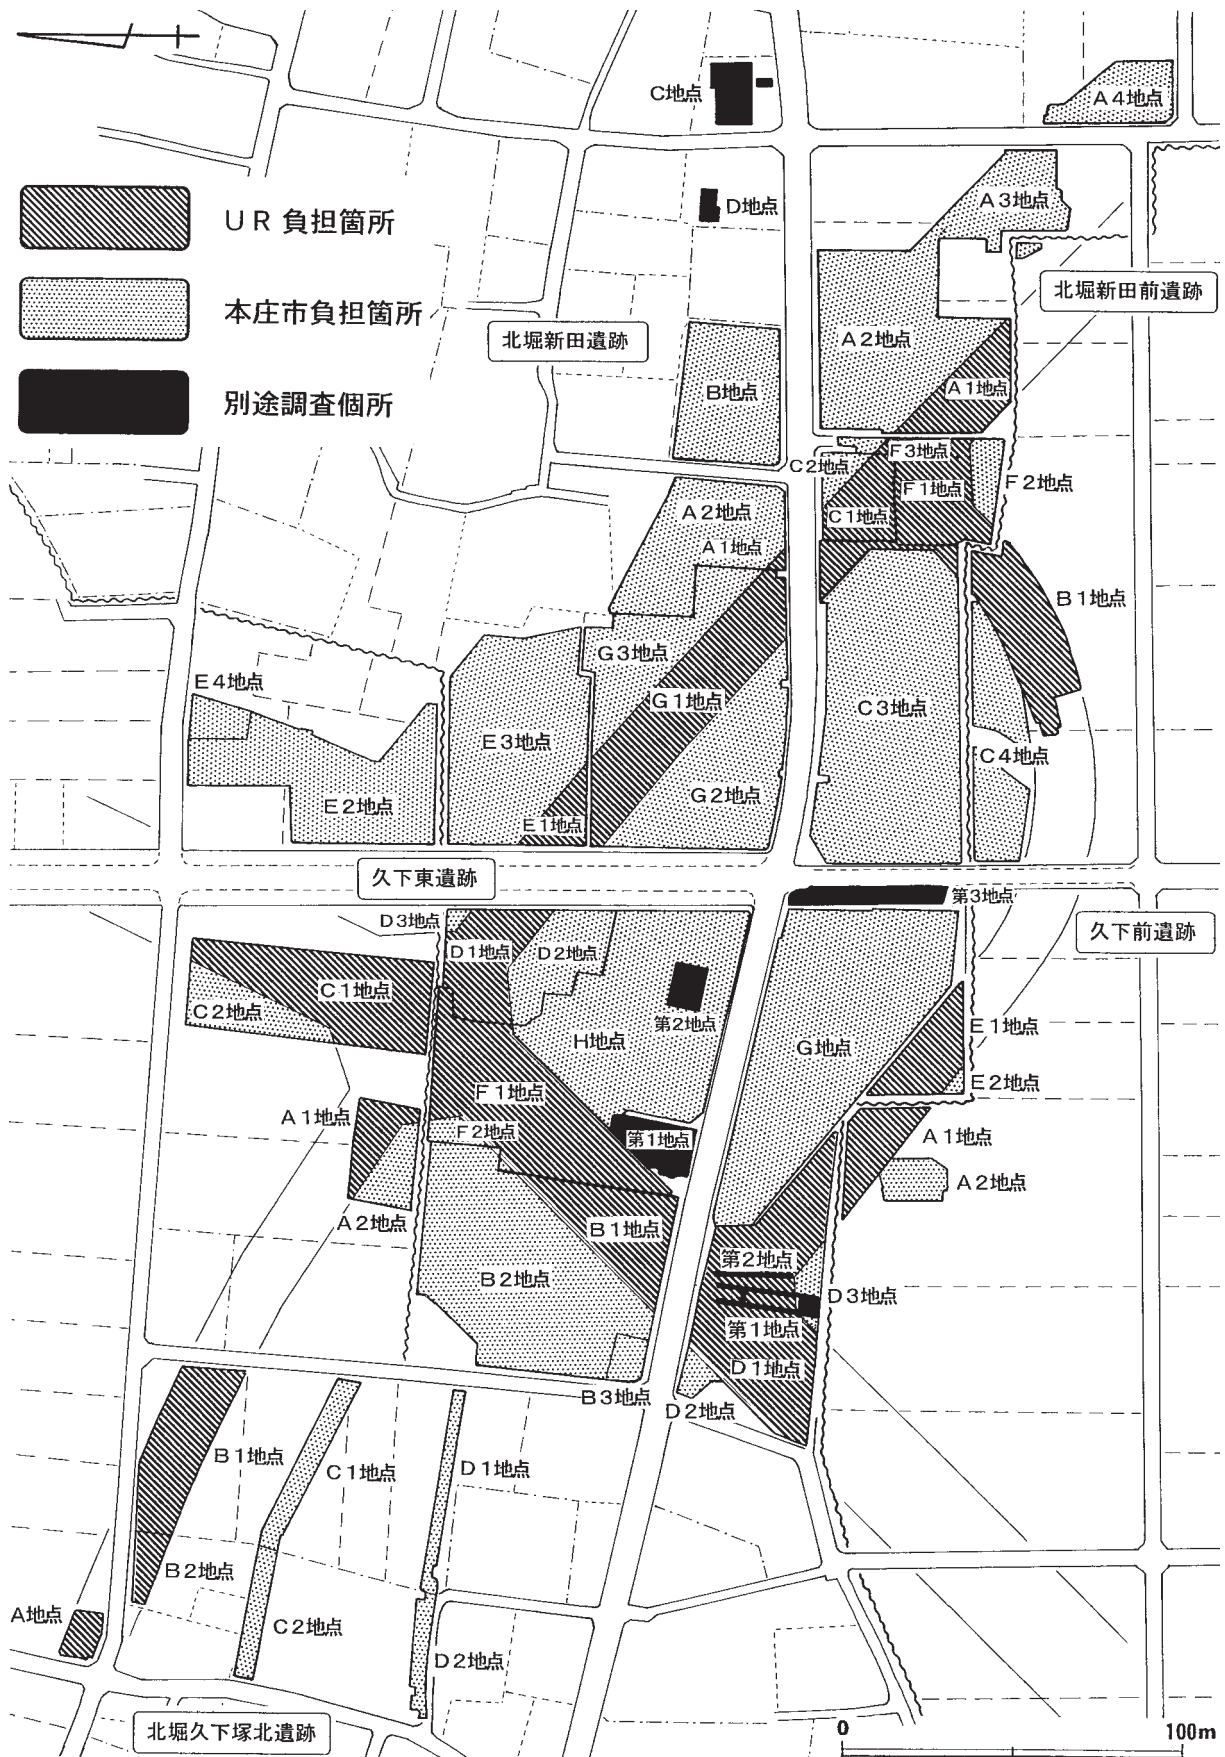 C地点
A4地点
D地点
A3地点
UR負担箇所
本庄市負担箇所
別途調査個所
北堀新田遺跡
北堀新田前遺跡
A2地点
B地点
A1地点
C2地点
F3地点
F1地点
F2地点
C1地点
A2地点
A1地点
B1地点
G3地点
E4地点
G1地点
C3地点
E3地点
C4地点
G2地点
E2地点
E1地点
久下東遺跡
第3地点
久下前遺跡
D3地点
D1地点
D2地点
C1地点
C2地点
第2地点
H地点
G地点
E1地点
E2地点
F1地点
A1地点
F2地点
第1地点
A1地点
A2地点
A2地点
B1地点
第2地点
B2地点
D3地点
第1地点
D1地点
B3地点
D2地点
B1地点
C1地点
D1地点
B2地点
A地点
C2地点
D2地点
北堀久下塚北遺跡
0
100m